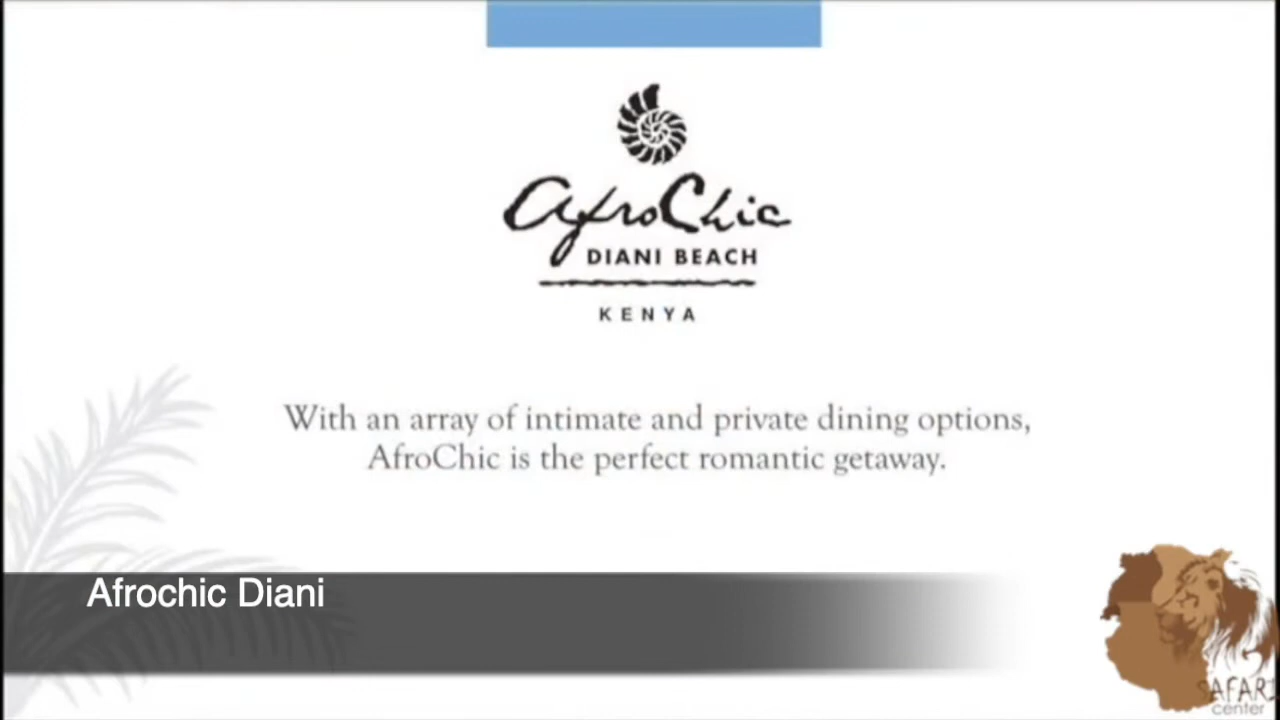 AfroChic
DIANI BEACH
KENYA
With an array of intimate and private dining options,
AfroChic is the perfect romantic getaway.
Afrochic Diani
SAFARI
center